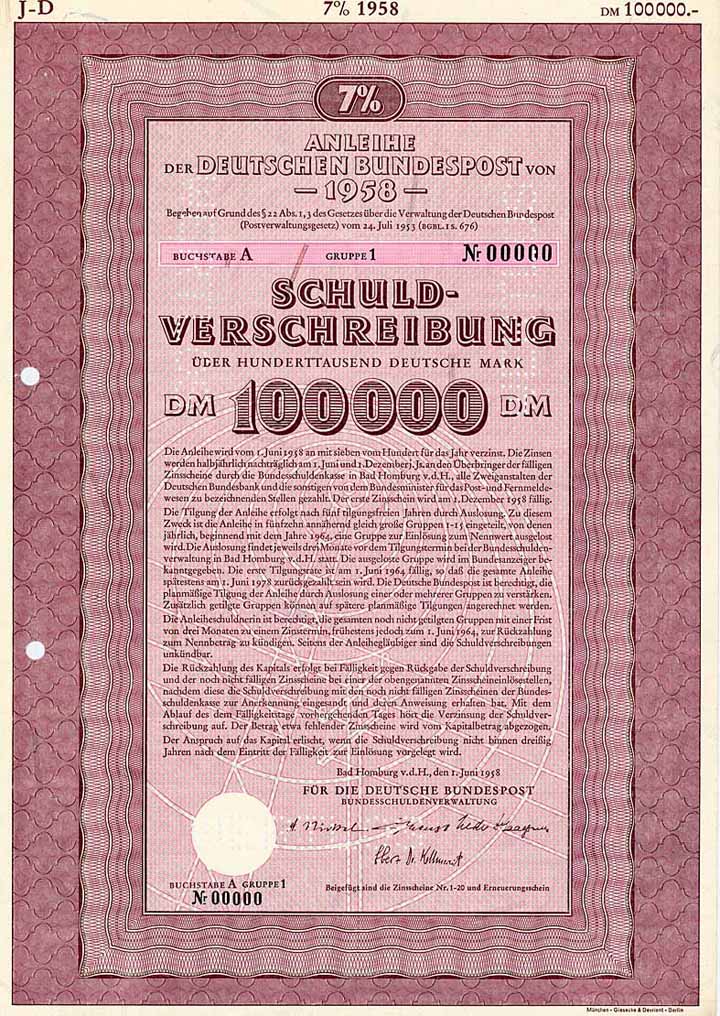 J-D 7% 1958 DM 100000.-
7%
ANLEIHE
DER DEUTSCHEN BUNDESPOST VON
— 1958 —
Begeben auf Grund des § 22 Abs. 1, 3 des Gesetzes über die Verwaltung der Deutschen Bundespost
(Postverwaltungsgesetz) vom 24. Juli 1953 (BGBL. I S. 676)
BUCHSTABE A GRUPPE 1 Nr. 00000
SCHULD-
VERSCHREIBUNG
ÜBER HUNDERTTAUSEND DEUTSCHE MARK
DM 100000 DM
Die Anleihe wird vom 1. Juni 1958 an mit sieben vom Hundert für das Jahr verzinst. Die Zinsen
werden halbjährlich nachträglich am 1. Juni und 1. Dezember j. Js. an den Überbringer der fälligen
Zinsscheine durch die Bundesschuldenkasse in Bad Homburg v.d.H., alle Zweiganstalten der
Deutschen Bundesbank und die sonstigen von dem Bundesminister für das Post- und Fernmelde-
wesen zu bezeichnenden Stellen gezahlt. Der erste Zinsschein wird am 1. Dezember 1958 fällig.
Die Tilgung der Anleihe erfolgt nach fünf tilgungsfreien Jahren durch Auslosung. Zu diesem
Zweck ist die Anleihe in fünfzehn annähernd gleich große Gruppen 1-15 eingeteilt, von denen
jährlich, beginnend mit dem Jahre 1964, eine Gruppe zur Einlösung zum Nennwert ausgelost
wird. Die Auslosung findet jeweils drei Monate vor dem Tilgungstermin bei der Bundesschulden-
verwaltung in Bad Homburg v.d.H. statt. Die ausgeloste Gruppe wird im Bundesanzeiger be-
kanntgegeben. Die erste Tilgungsrate ist am 1. Juni 1964 fällig, so daß die gesamte Anleihe
spätestens am 1. Juni 1978 zurückgezahlt sein wird. Die Deutsche Bundespost ist berechtigt, die
planmäßige Tilgung der Anleihe durch Auslosung einer oder mehrerer Gruppen zu verstärken.
Zusätzlich getilgte Gruppen können auf spätere planmäßige Tilgungen angerechnet werden.
Die Anleiheschuldnerin ist berechtigt, die gesamten noch nicht getilgten Gruppen mit einer Frist
von drei Monaten zu einem Zinstermin, frühestens jedoch zum 1. Juni 1964, zur Rückzahlung
zum Nennbetrag zu kündigen. Seitens der Anleihegläubiger sind die Schuldverschreibungen
unkündbar.
Die Rückzahlung des Kapitals erfolgt bei Fälligkeit gegen Rückgabe der Schuldverschreibung
und der noch nicht fälligen Zinsscheine bei einer der obengenannten Zinsscheineinlösestellen,
nachdem diese die Schuldverschreibung mit den noch nicht fälligen Zinsscheinen der Bundes-
schuldenkasse zur Anerkennung eingesandt und deren Anweisung erhalten hat. Mit dem
Ablauf des dem Fälligkeitstage vorhergehenden Tages hört die Verzinsung der Schuldver-
schreibung auf. Der Betrag etwa fehlender Zinsscheine wird vom Kapitalbetrag abgezogen.
Der Anspruch auf das Kapital erlischt, wenn die Schuldverschreibung nicht binnen dreißig
Jahren nach dem Eintritt der Fälligkeit zur Einlösung vorgelegt wird.
Bad Homburg v.d.H., den 1. Juni 1958
FÜR DIE DEUTSCHE BUNDESPOST
BUNDESSCHULDENVERWALTUNG
BUCHSTABE A GRUPPE 1
Nr. 00000
Beigefügt sind die Zinsscheine Nr. 1-20 und Erneuerungsschein
München - Giesecke & Devrient - Berlin